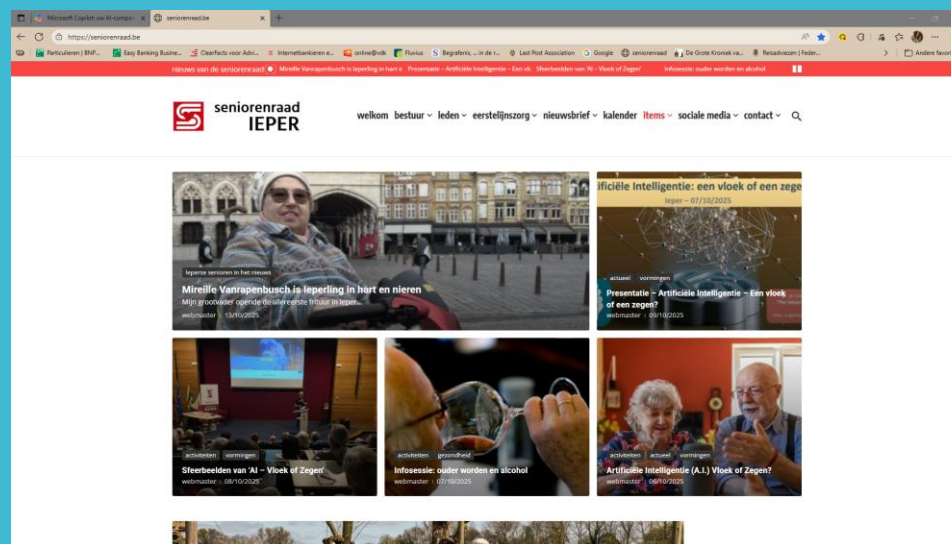 Microsoft Copilot: uw AI-compan
seniorenraad.be
https://seniorenraad.be
Particulieren | BNP... Easy Banking Busine... ClearFacts voor Advi... Internetbankieren e... online@vdk Fluvius Begrafenis, ... in de r... Last Post Association Google seniorenraad De Grote Kroniek va... Reisadviezen | Feder... Andere favor
nieuws van de seniorenraad Mireille Vanrapenbusch is Ieperling in hart e Presentatie – Artificiële Intelligentie – Een vl Sfeerbeelden van 'AI – Vloek of Zegen' Infosessie: ouder worden en alcohol
seniorenraad
IEPER
welkom bestuur leden eerstelijnszorg nieuwsbrief kalender items sociale media contact
Ieperse senioren in het nieuws
Mireille Vanrapenbusch is Ieperling in hart en nieren
Mijn grootvader opende de allereerste frituur in Ieper...
webmaster 13/10/2025
ificiële Intelligentie: een vloek of een zege
Ieper – 07/10/2025
actueel vormingen
Presentatie – Artificiële Intelligentie – Een vloek
of een zegen?
webmaster 09/10/2025
activiteiten vormingen
Sfeerbeelden van 'AI – Vloek of Zegen'
webmaster 08/10/2025
activiteiten gezondheid
Infosessie: ouder worden en alcohol
webmaster 07/10/2025
activiteiten actueel vormingen
Artificiële Intelligentie (A.I.) Vloek of Zegen?
webmaster 06/10/2025